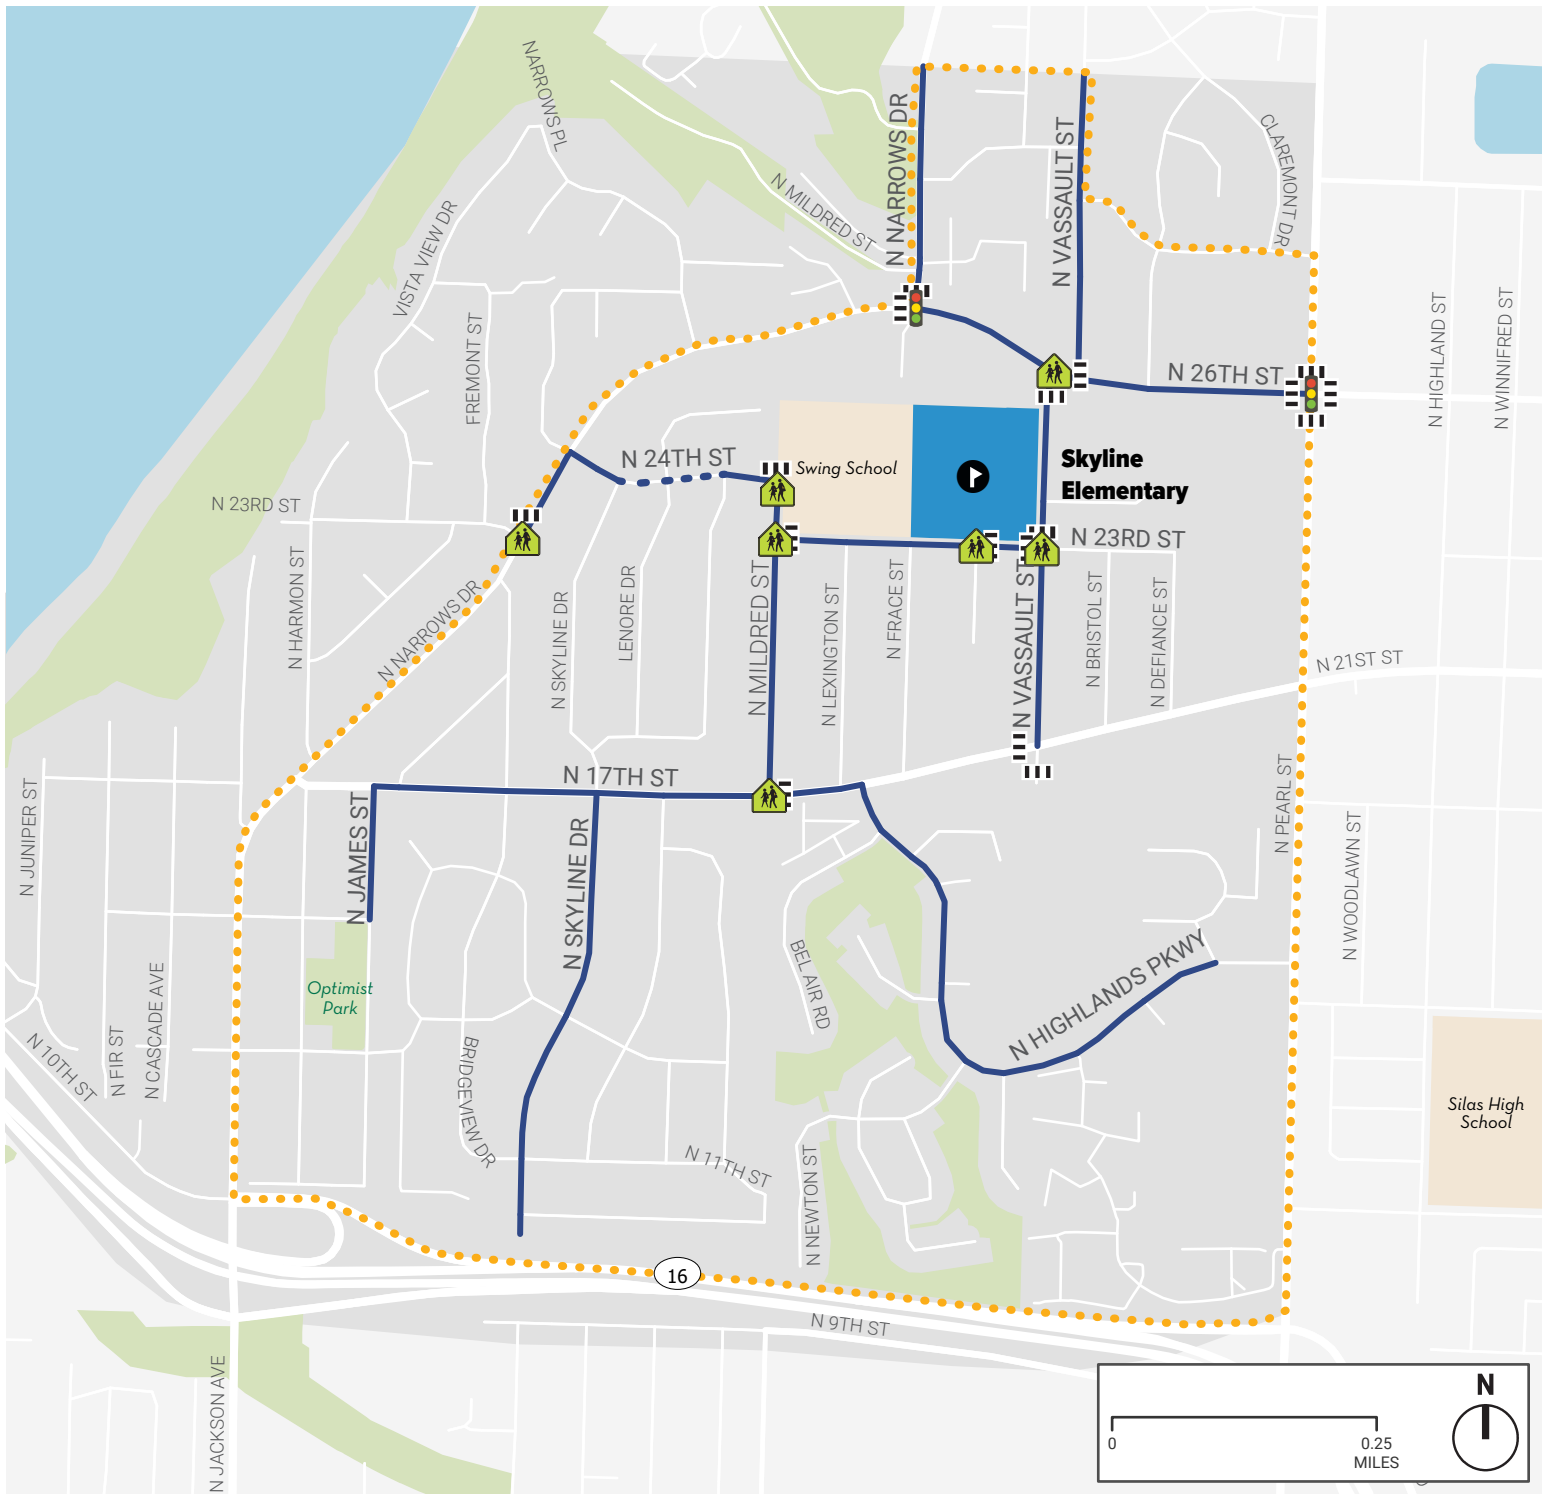 NARROWS PL
N NARROWS DR
N VASSAULT ST
CLAREMONT DR
N MILDRED ST
VISTA VIEW DR
FREMONT ST
N HIGHLAND ST
N WINNIFRED ST
N 26TH ST
N 24TH ST
Swing School
Skyline
Elementary
N 23RD ST
N 23RD ST
N HARMON ST
N NARROWS DR
N SKYLINE DR
LENORE DR
N MILDRED ST
N LEXINGTON ST
N FRACE ST
N VASSAULT ST
N BRISTOL ST
N DEFIANCE ST
N 21ST ST
N 17TH ST
N JUNIPER ST
N JAMES ST
N SKYLINE DR
N PEARL ST
N WOODLAWN ST
BEL AIR RD
N HIGHLANDS PKWY
Optimist
Park
N 10TH ST
N FIR ST
N CASCADE AVE
BRIDGEVIEW DR
N 11TH ST
N NEWTON ST
Silas High
School
16
N 9TH ST
N JACKSON AVE
N
0
0.25
MILES